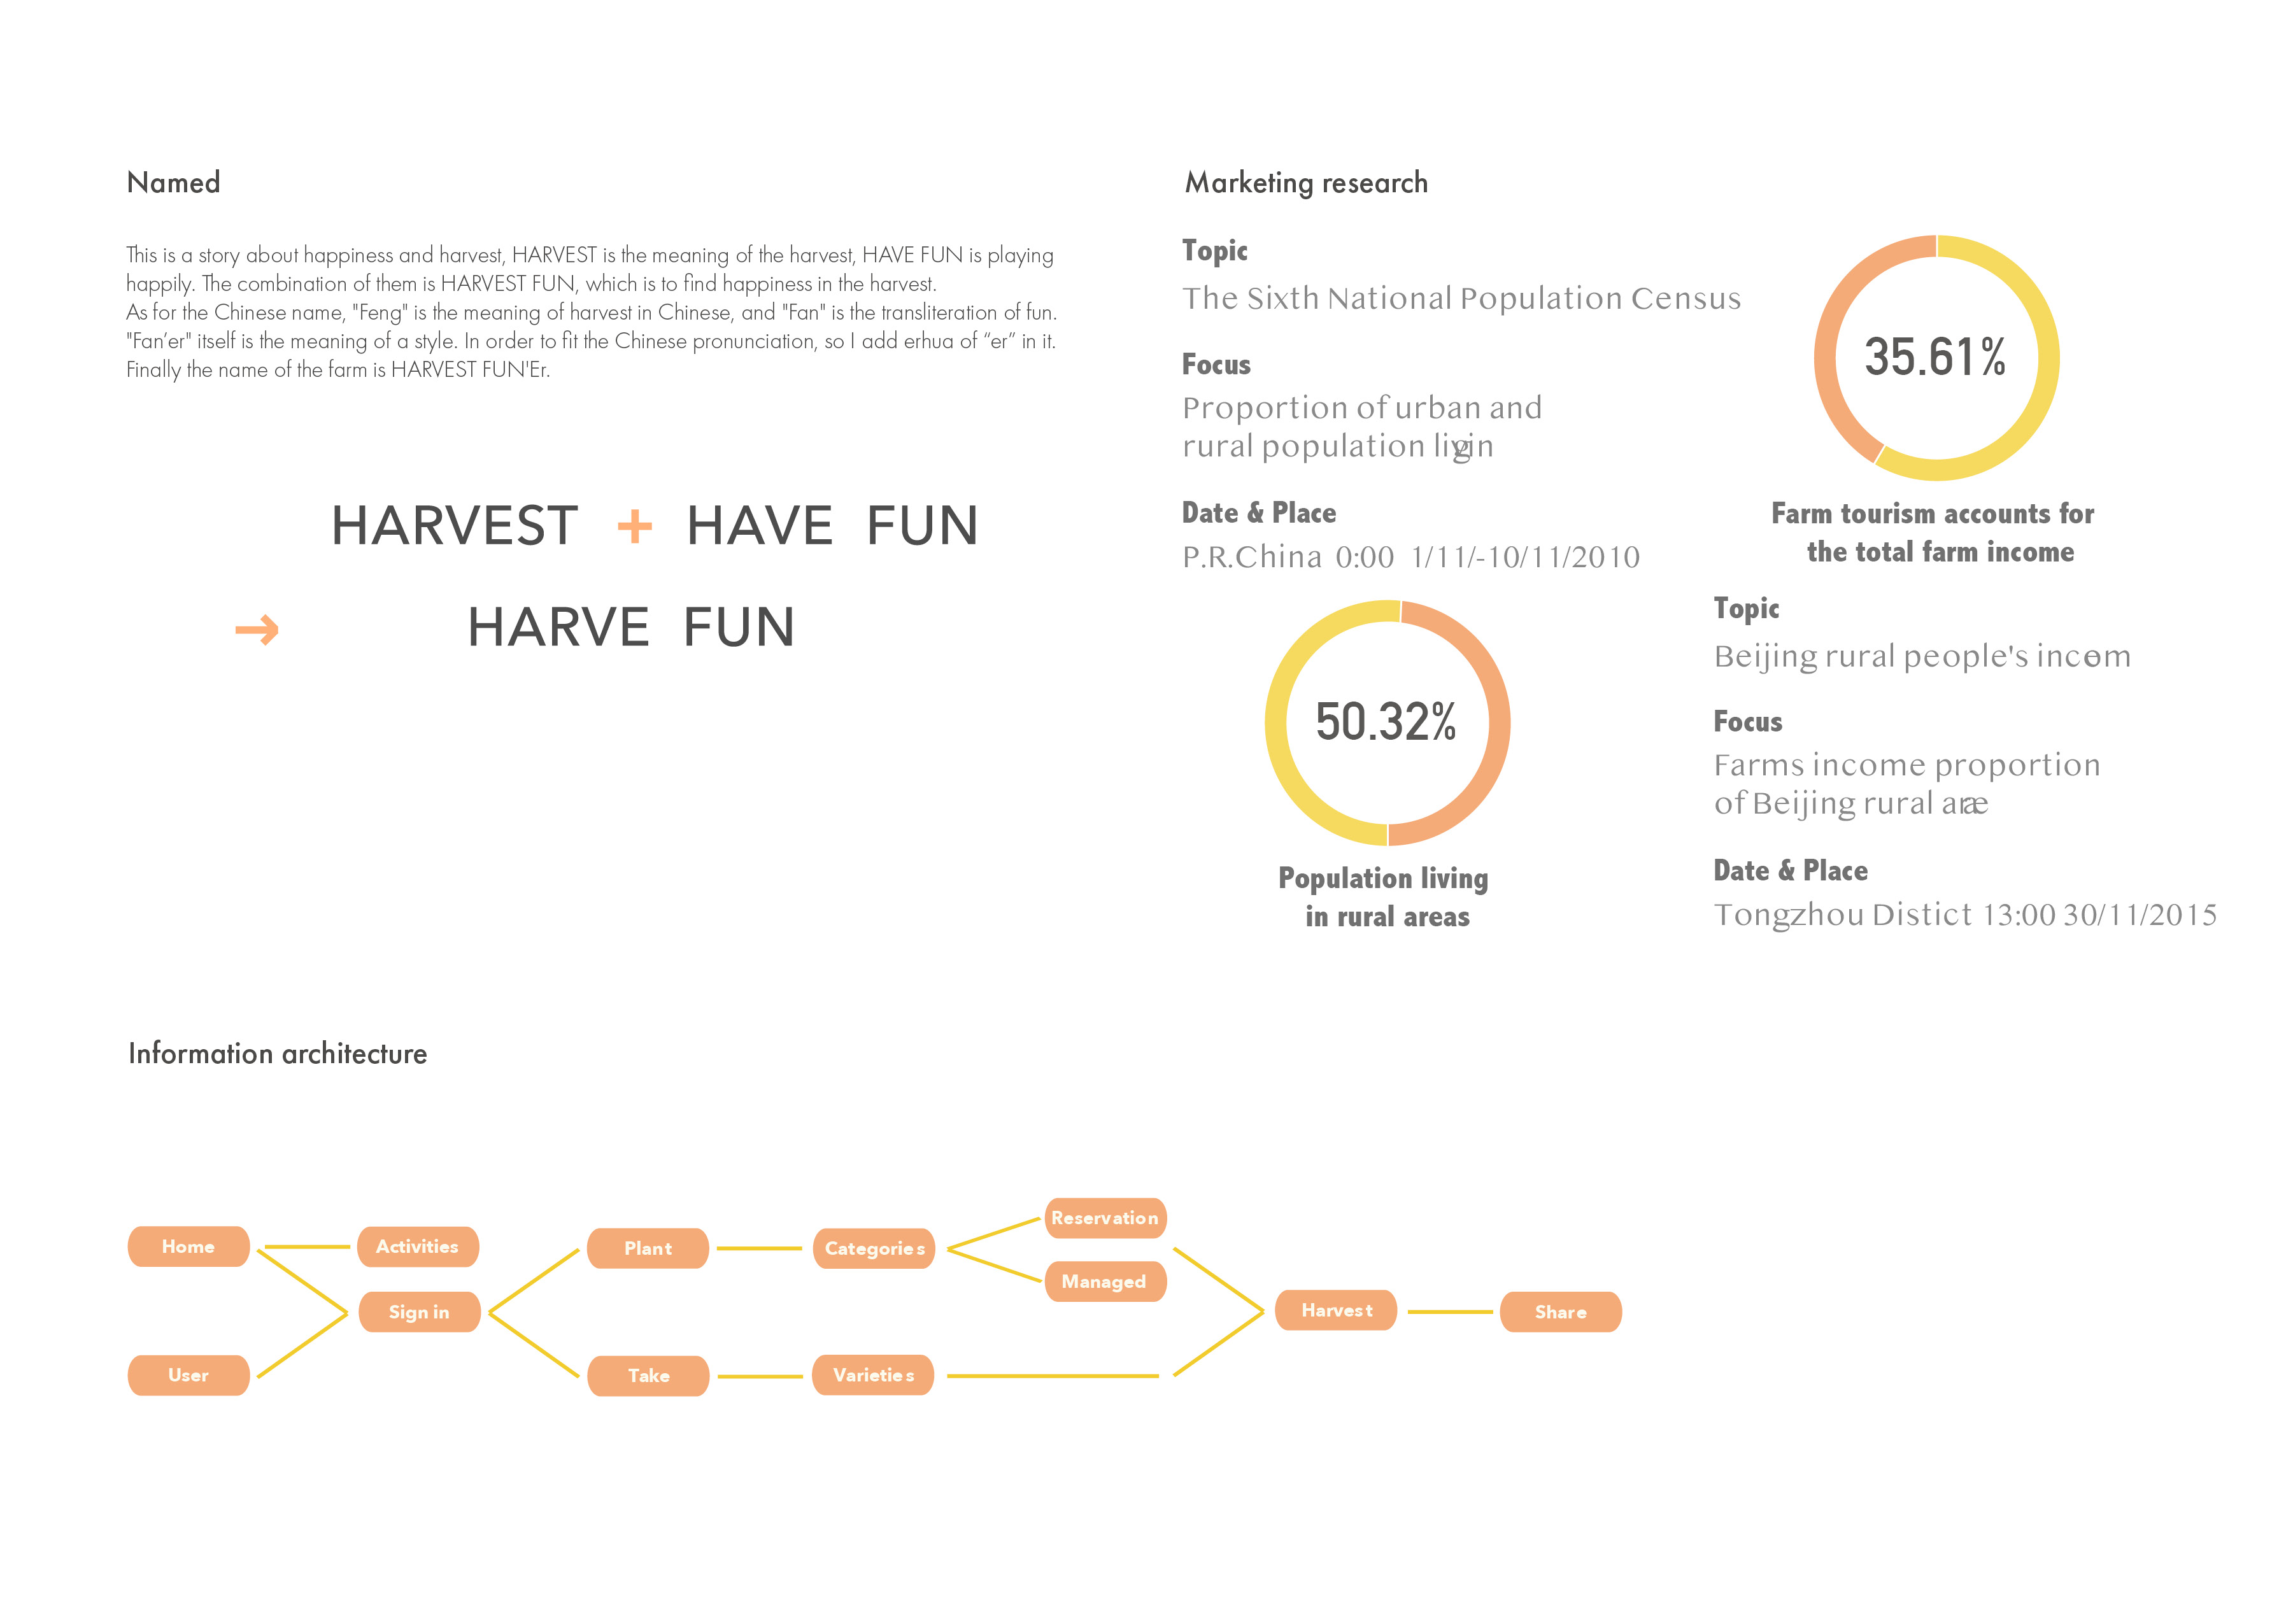 Named
This is a story about happiness and harvest, HARVEST is the meaning of the harvest, HAVE FUN is playing
happily. The combination of them is HARVEST FUN, which is to find happiness in the harvest.
As for the Chinese name, "Feng" is the meaning of harvest in Chinese, and "Fan" is the transliteration of fun.
"Fan’er" itself is the meaning of a style. In order to fit the Chinese pronunciation, so I add erhua of “er” in it.
Finally the name of the farm is HARVEST FUN'Er.
HARVEST + HAVE FUN
→ HARVE FUN
Marketing research
Topic
The Sixth National Population Census
Focus
Proportion of urban and
rural population
Date & Place
P.R.China 0:00 1/11/-10/11/2010
50.32%
Population living
in rural areas
35.61%
Farm tourism accounts for
the total farm income
Topic
Beijing rural people's
Focus
Farms income proportion
of Beijing rural
Date & Place
Tongzhou Distict 13:00 30/11/2015
Information architecture
Home
Activities
Sign in
User
Plant
Categories
Reservation
Managed
Take
Varieties
Harvest
Share